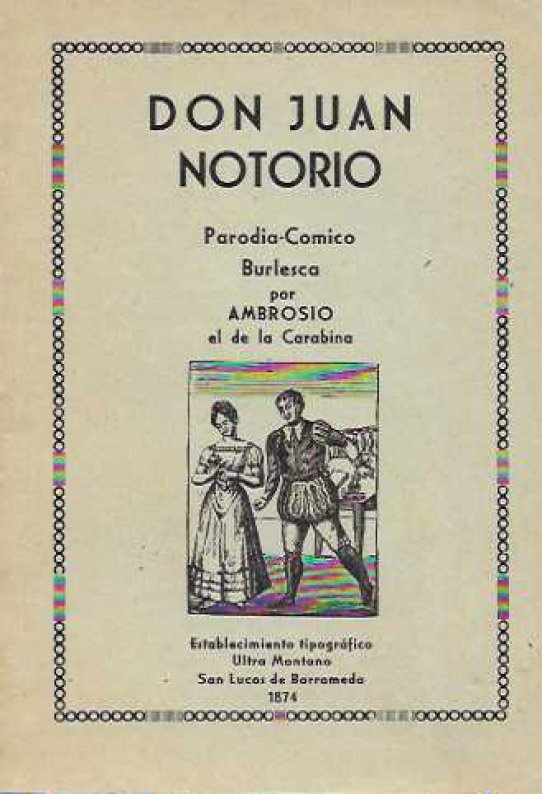 DON JUAN
NOTORIO
Parodia-Comico
Burlesca
por
AMBROSIO
el de la Carabina
Establecimiento tipográfico
Ultra Montano
San Lucas de Barrameda
1874